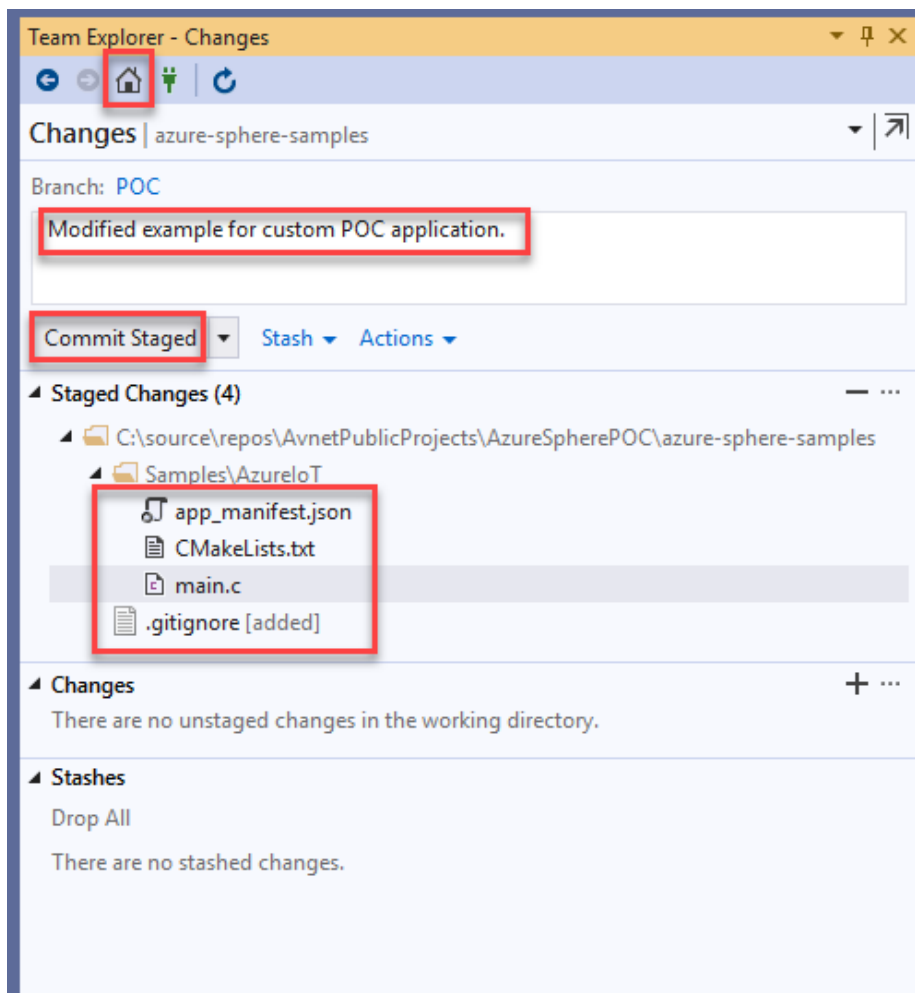 Team Explorer - Changes
Changes | azure-sphere-samples
Branch: POC
Modified example for custom POC application.
Commit Staged Stash Actions
Staged Changes (4)
C:\source\repos\AvnetPublicProjects\AzureSpherePOC\azure-sphere-samples
Samples\AzureIoT
app_manifest.json
CMakeLists.txt
main.c
.gitignore [added]
Changes
There are no unstaged changes in the working directory.
Stashes
Drop All
There are no stashed changes.